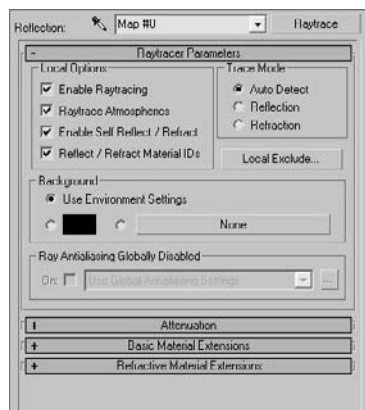 Reflection: Map #0 Raytrace
- Raytracer Parameters
Local Options
Enable Raytracing
Raytrace Atmospheres
Enable Self Reflect / Refract
Reflect / Refract Material IDs
Trace Mode
Auto Detect
Reflection
Refraction
Local Exclude...
Background
Use Environment Settings
None
Ray Antialiasing Globally Disabled
On: Use Global Antialiasing Settings ...
+ Attenuation
+ Basic Material Extensions
+ Refractive Material Extensions